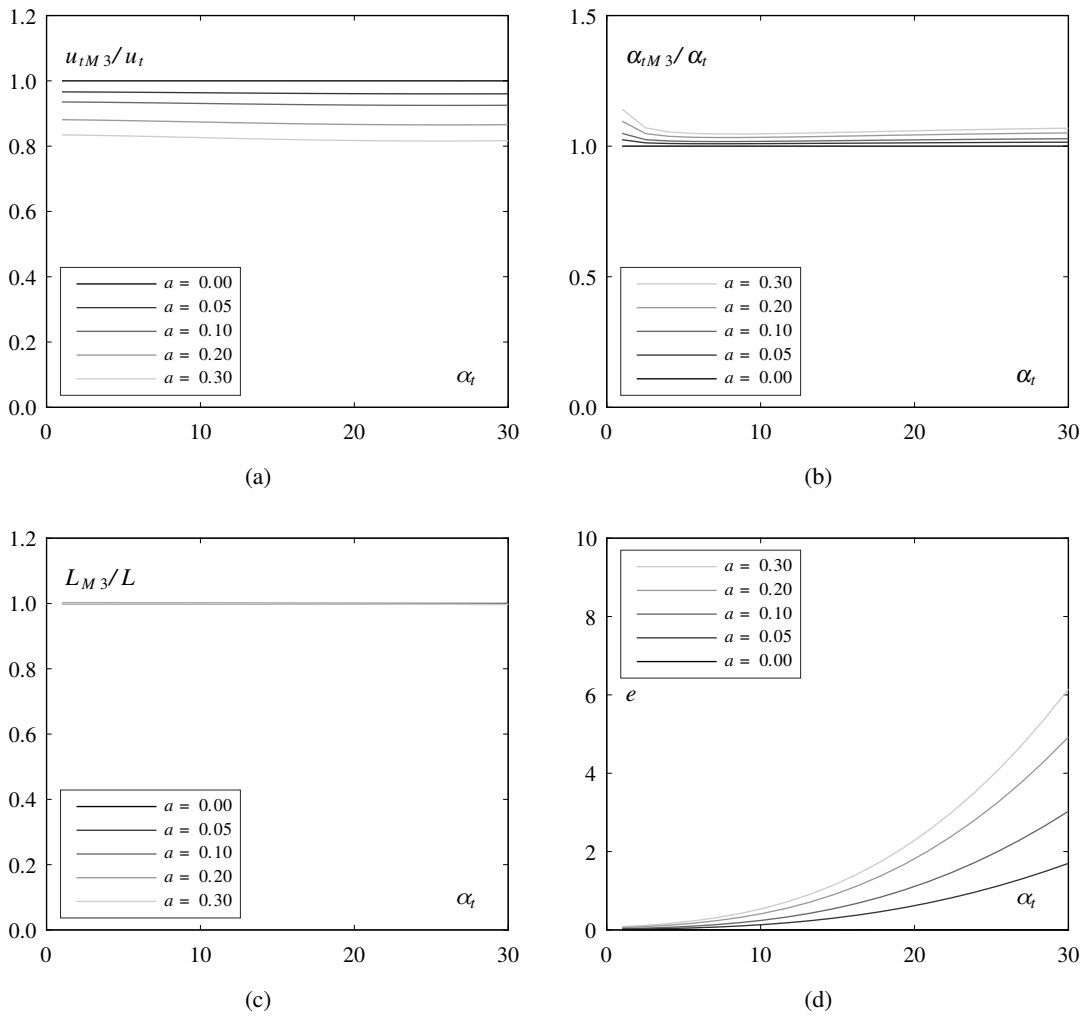 1.2
1.0
0.8
0.6
0.4
0.2
0.0
u_{tM 3}/u_t
a = 0.00
a = 0.05
a = 0.10
a = 0.20
a = 0.30
α_t
0 10 20 30
(a)
1.5
1.0
0.5
0.0
α_{tM 3}/α_t
a = 0.30
a = 0.20
a = 0.10
a = 0.05
a = 0.00
α_t
0 10 20 30
(b)
1.2
1.0
0.8
0.6
0.4
0.2
0.0
L_{M 3}/L
a = 0.00
a = 0.05
a = 0.10
a = 0.20
a = 0.30
α_t
0 10 20 30
(c)
10
8
6
4
2
0
a = 0.30
a = 0.20
a = 0.10
a = 0.05
a = 0.00
e
α_t
0 10 20 30
(d)